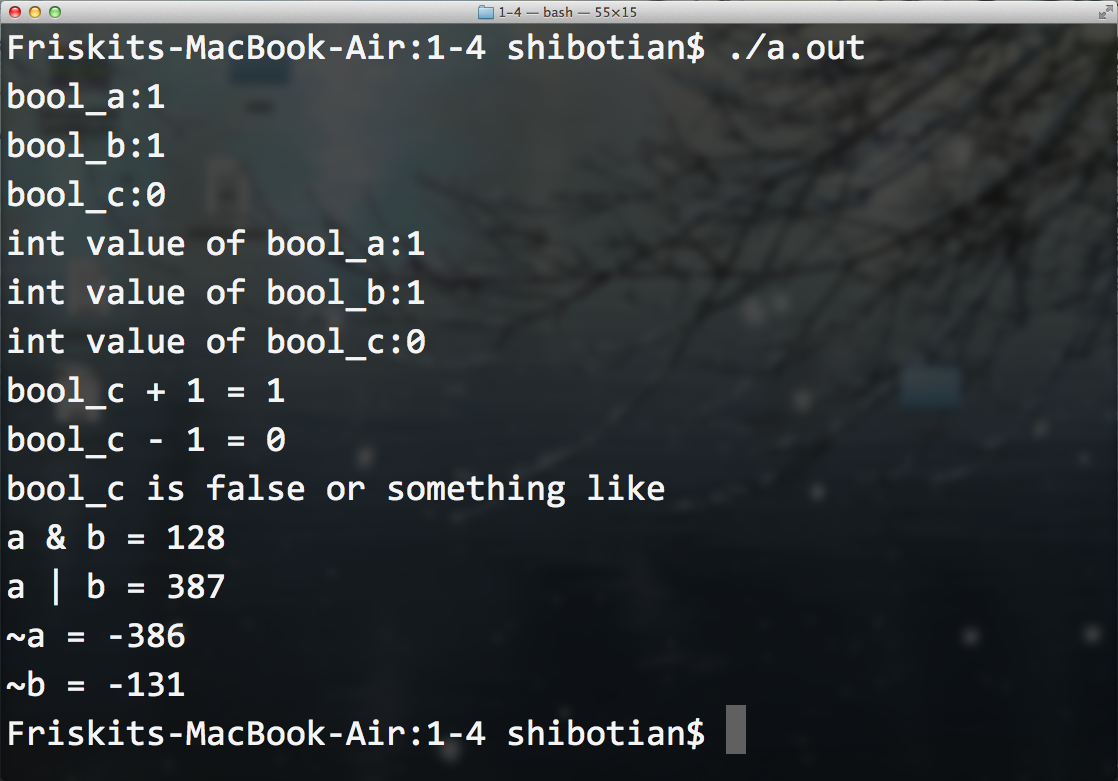 1-4 — bash — 55×15
Friskits-MacBook-Air:1-4 shibotian$ ./a.out
bool_a:1
bool_b:1
bool_c:0
int value of bool_a:1
int value of bool_b:1
int value of bool_c:0
bool_c + 1 = 1
bool_c - 1 = 0
bool_c is false or something like
a & b = 128
a | b = 387
~a = -386
~b = -131
Friskits-MacBook-Air:1-4 shibotian$